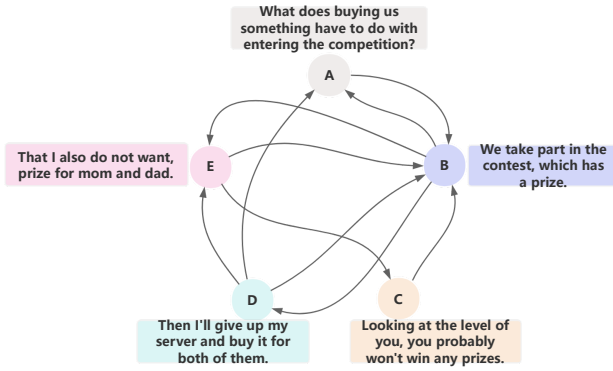 What does buying us
something have to do with
entering the competition?
A
That I also do not want,
prize for mom and dad.
E
B
We take part in the
contest, which has
a prize.
D
C
Then I'll give up my
server and buy it for
both of them.
Looking at the level of
you, you probably
won't win any prizes.